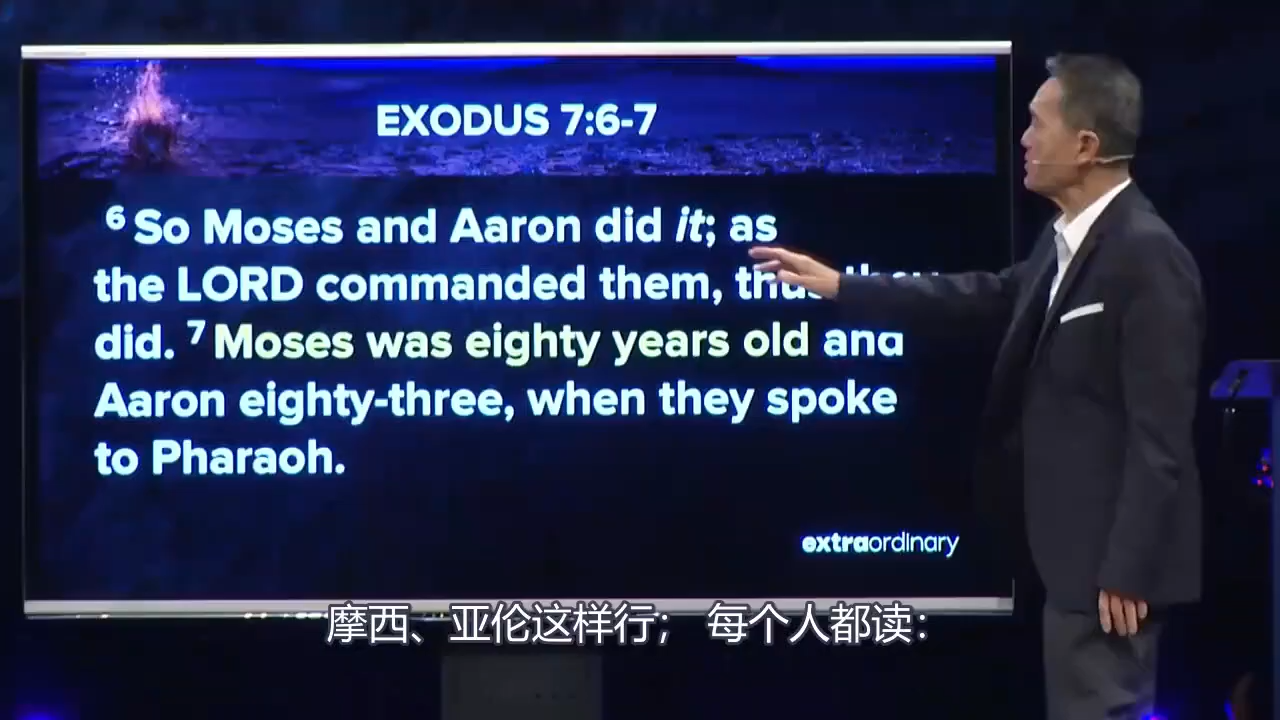 EXODUS 7:6-7
6 So Moses and Aaron did it; as
the LORD commanded them,
did. 7 Moses was eighty years old and
Aaron eighty-three, when they spoke
to Pharaoh.
extraordinary
摩西、亚伦这样行； 每个人都读：